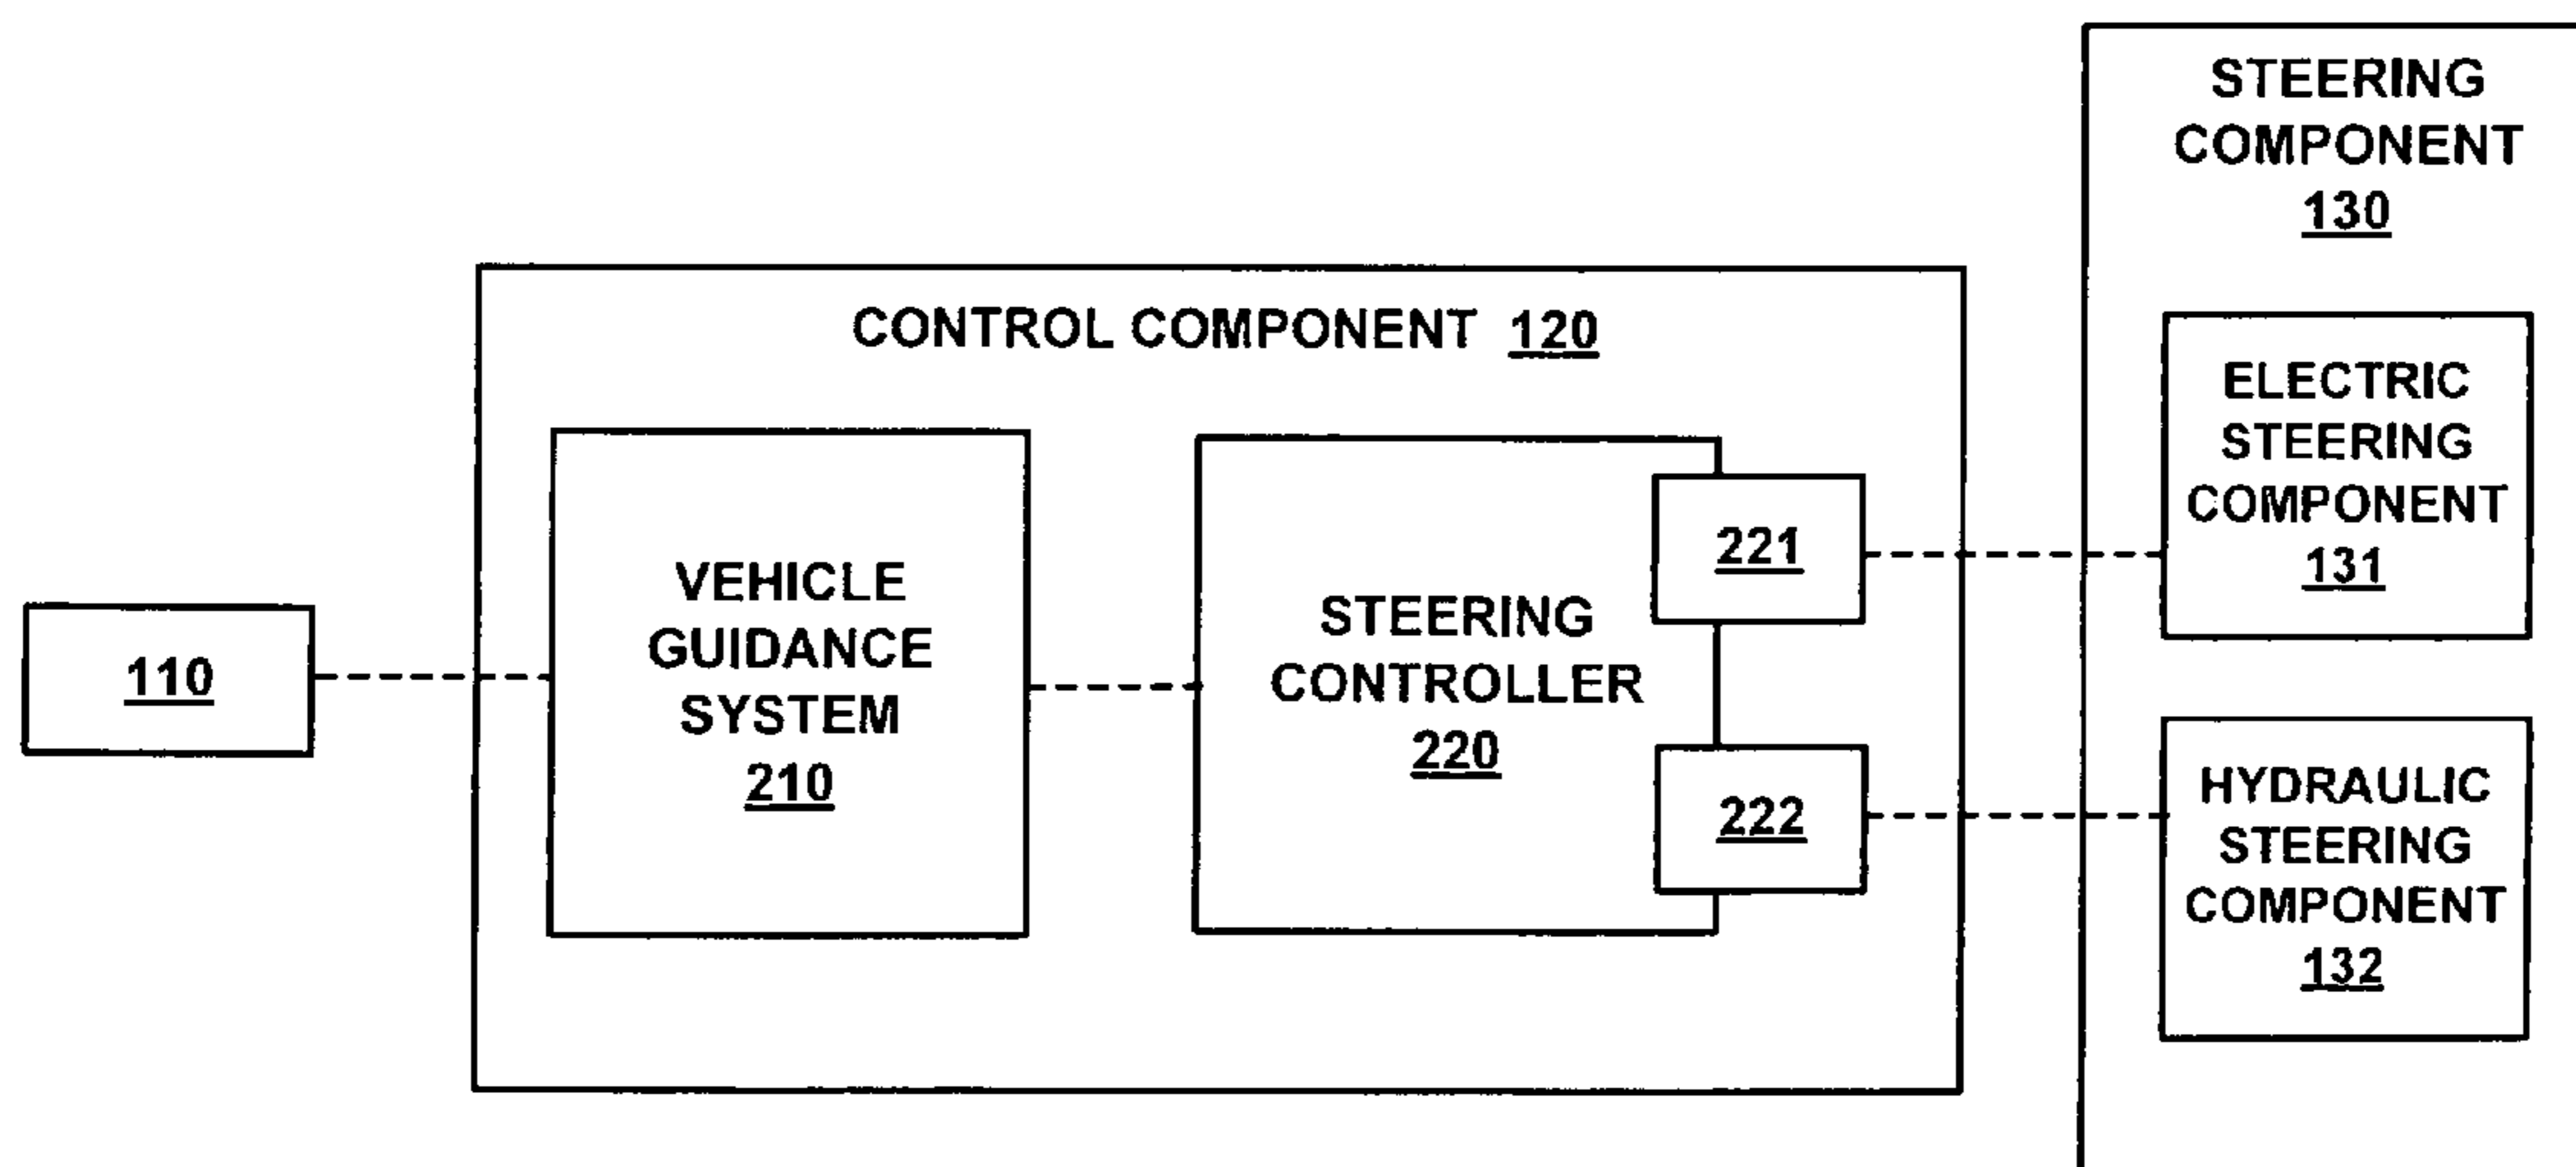 110
CONTROL COMPONENT 120
VEHICLE
GUIDANCE
SYSTEM
210
STEERING
CONTROLLER
220
221
222
STEERING
COMPONENT
130
ELECTRIC
STEERING
COMPONENT
131
HYDRAULIC
STEERING
COMPONENT
132